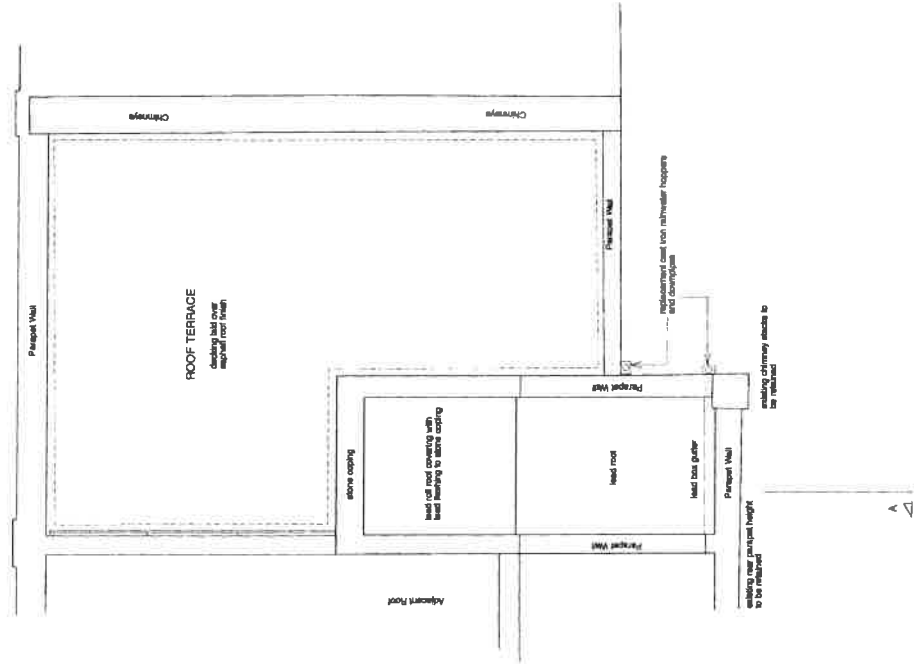 Chimneys
Chimneys
Parapet Wall
ROOF TERRACE
decking laid over
asphalt roof finish
Parapet Wall
replacement cast iron rainwater hoppers
and downpipes
existing chimney stacks to
be retained
Parapet Wall
stone coping
lead roll roof covering with
lead flashing to stone coping
lead roof
lead box gutter
Parapet Wall
Parapet Wall
existing rear parapet height
to be retained
Adjacent Roof
A